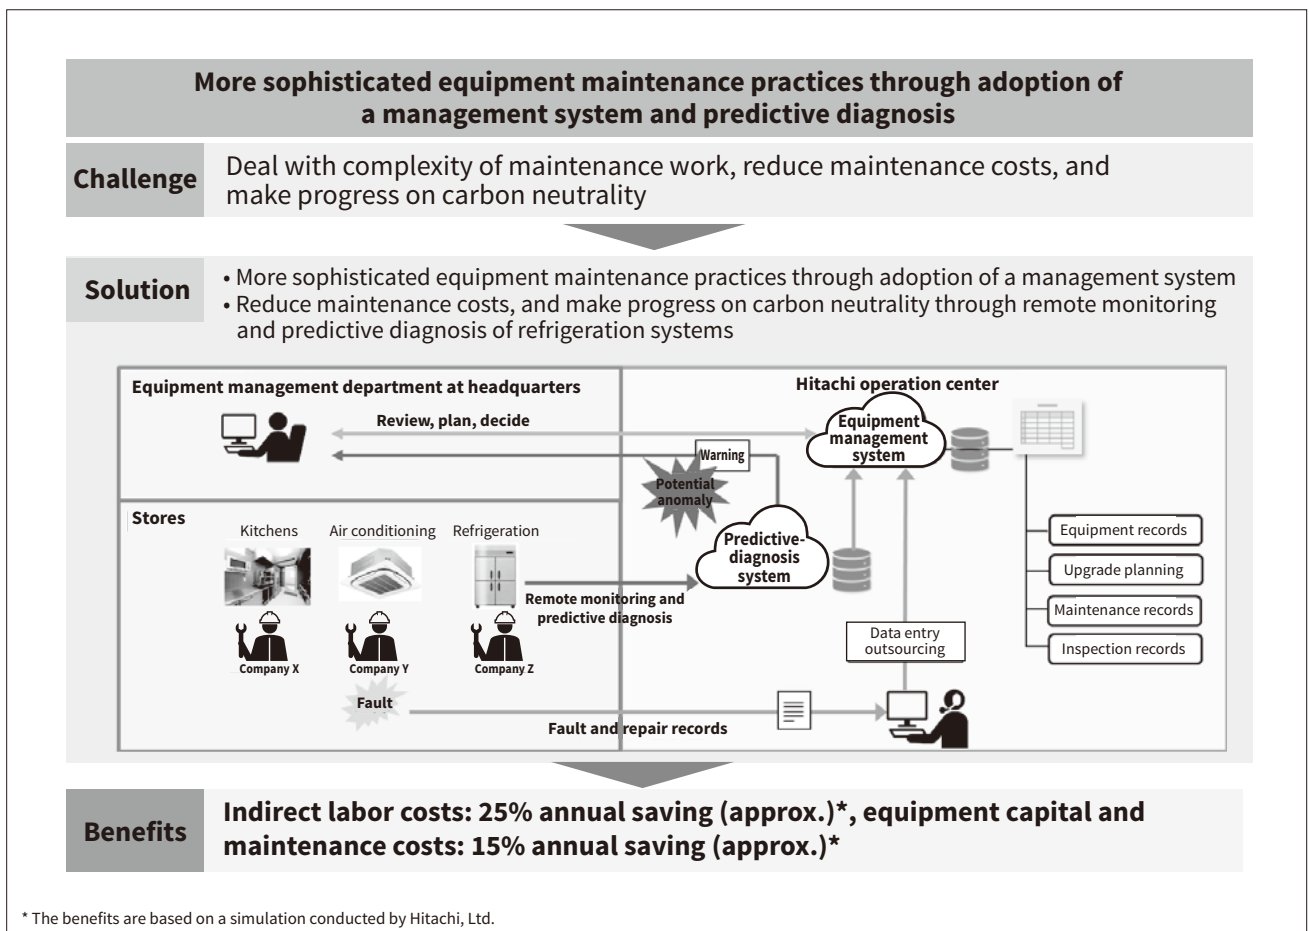 More sophisticated equipment maintenance practices through adoption of
a management system and predictive diagnosis
Challenge
Deal with complexity of maintenance work, reduce maintenance costs, and
make progress on carbon neutrality
Solution
• More sophisticated equipment maintenance practices through adoption of a management system
• Reduce maintenance costs, and make progress on carbon neutrality through remote monitoring
and predictive diagnosis of refrigeration systems
Equipment management department at headquarters
Review, plan, decide
Hitachi operation center
Equipment
management
system
Warning
Potential
anomaly
Predictive-
diagnosis
system
Stores
Kitchens
Air conditioning
Refrigeration
Remote monitoring and
predictive diagnosis
Company X
Company Y
Company Z
Fault
Fault and repair records
Data entry
outsourcing
Equipment records
Upgrade planning
Maintenance records
Inspection records
Benefits
Indirect labor costs: 25% annual saving (approx.)*, equipment capital and
maintenance costs: 15% annual saving (approx.)*
* The benefits are based on a simulation conducted by Hitachi, Ltd.